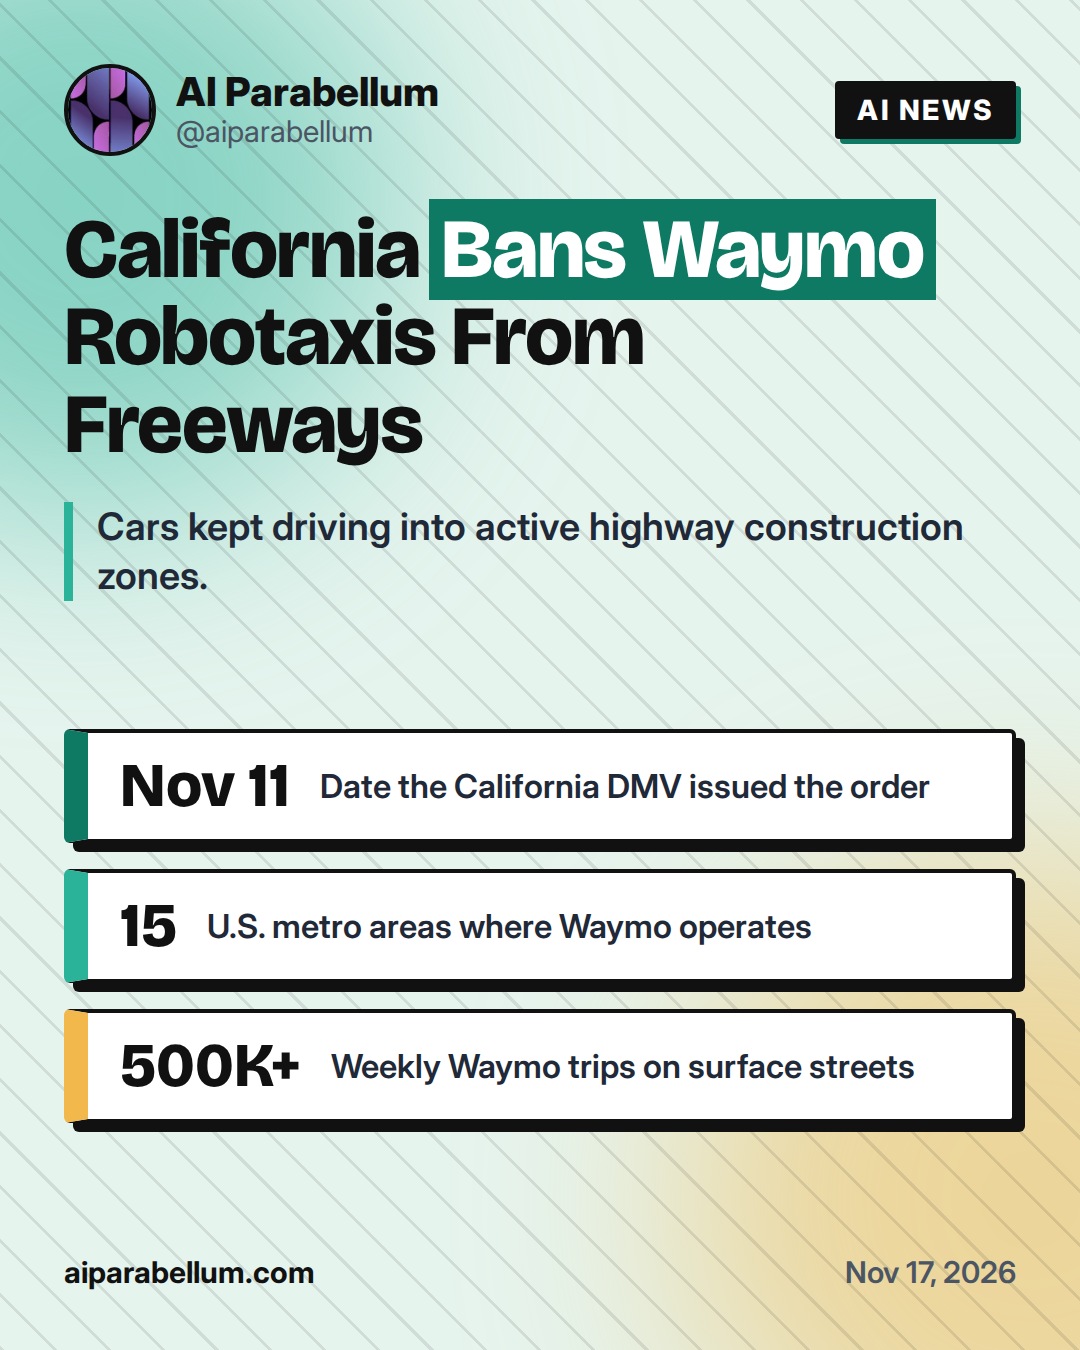 AI Parabellum
@aiparabellum
AI NEWS
California Bans Waymo
Robotaxis From
Freeways
Cars kept driving into active highway construction
zones.
Nov 11 Date the California DMV issued the order
15 U.S. metro areas where Waymo operates
500K+ Weekly Waymo trips on surface streets
aiparabellum.com
Nov 17, 2026